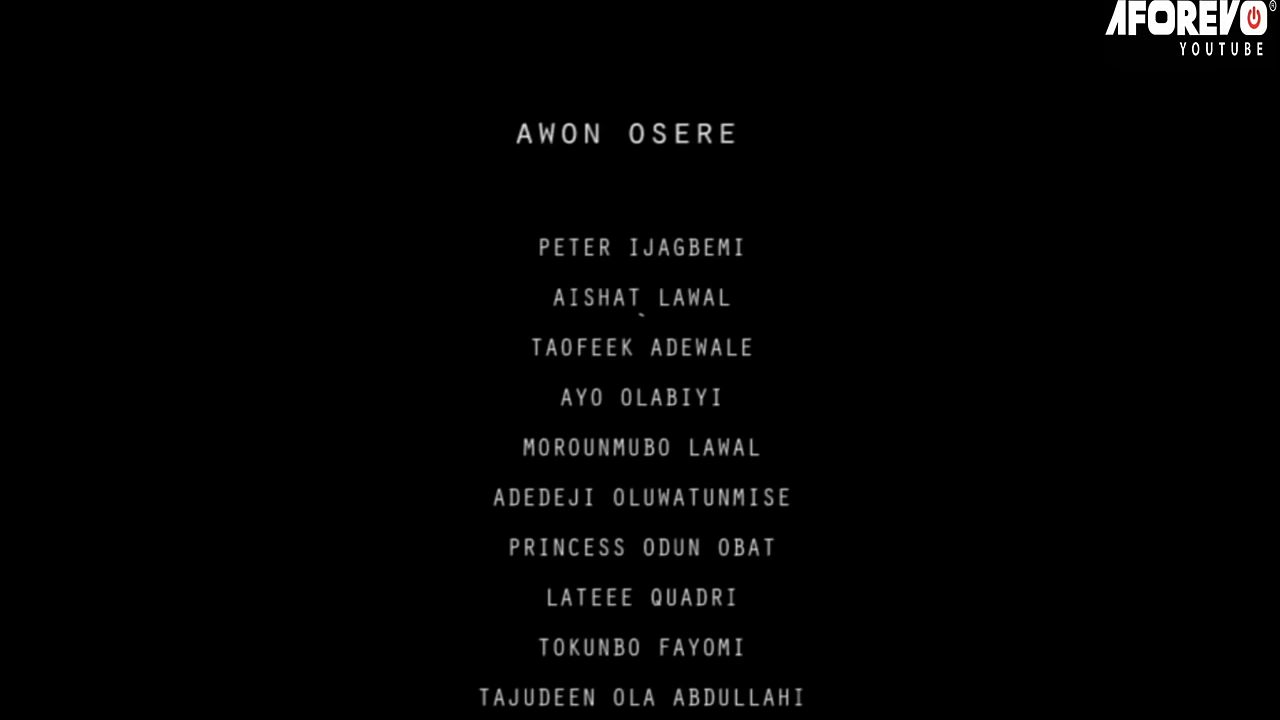 AFOREVO®
YOUTUBE
AWON OSERE
PETER IJAGBEMI
AISHAT LAWAL
`
TAOFEEK ADEWALE
AYO OLABIYI
MOROUNMUBO LAWAL
ADEDEJI OLUWATUNMISE
PRINCESS ODUN OBAT
LATEEE QUADRI
TOKUNBO FAYOMI
TAJUDEEN OLA ABDULLAHI